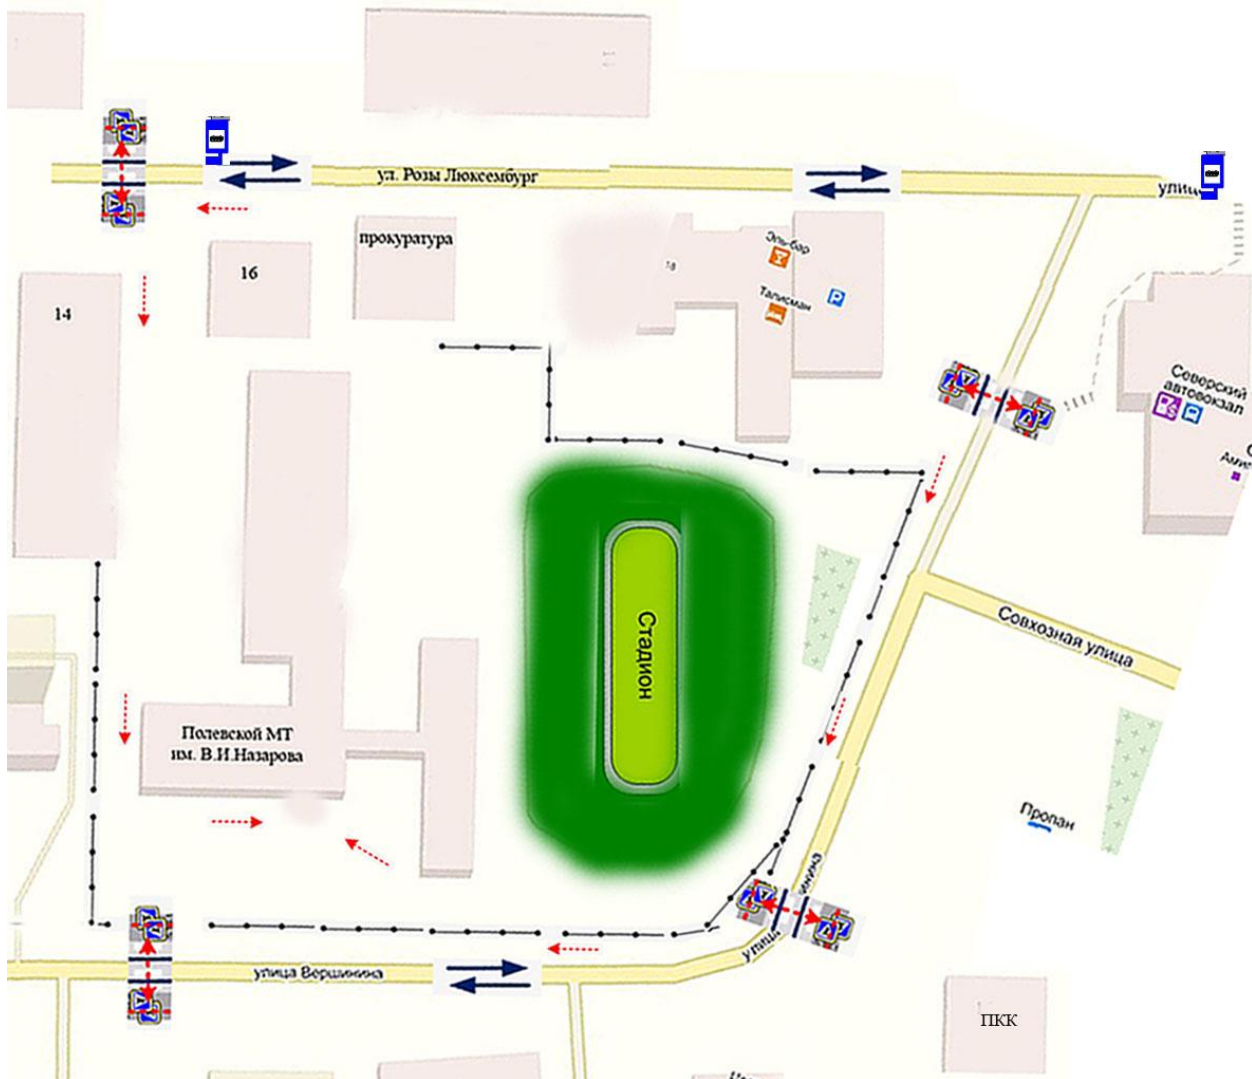 ул. Розы Люксембург
улица
прокуратура
16
14
18
Эль-бар
Талисман
P
Северский
автовокзал
Стадион
Совхозная улица
Полевской МТ
им. В.И.Назарова
Пропан
улица
улица Вершинина
ПКК